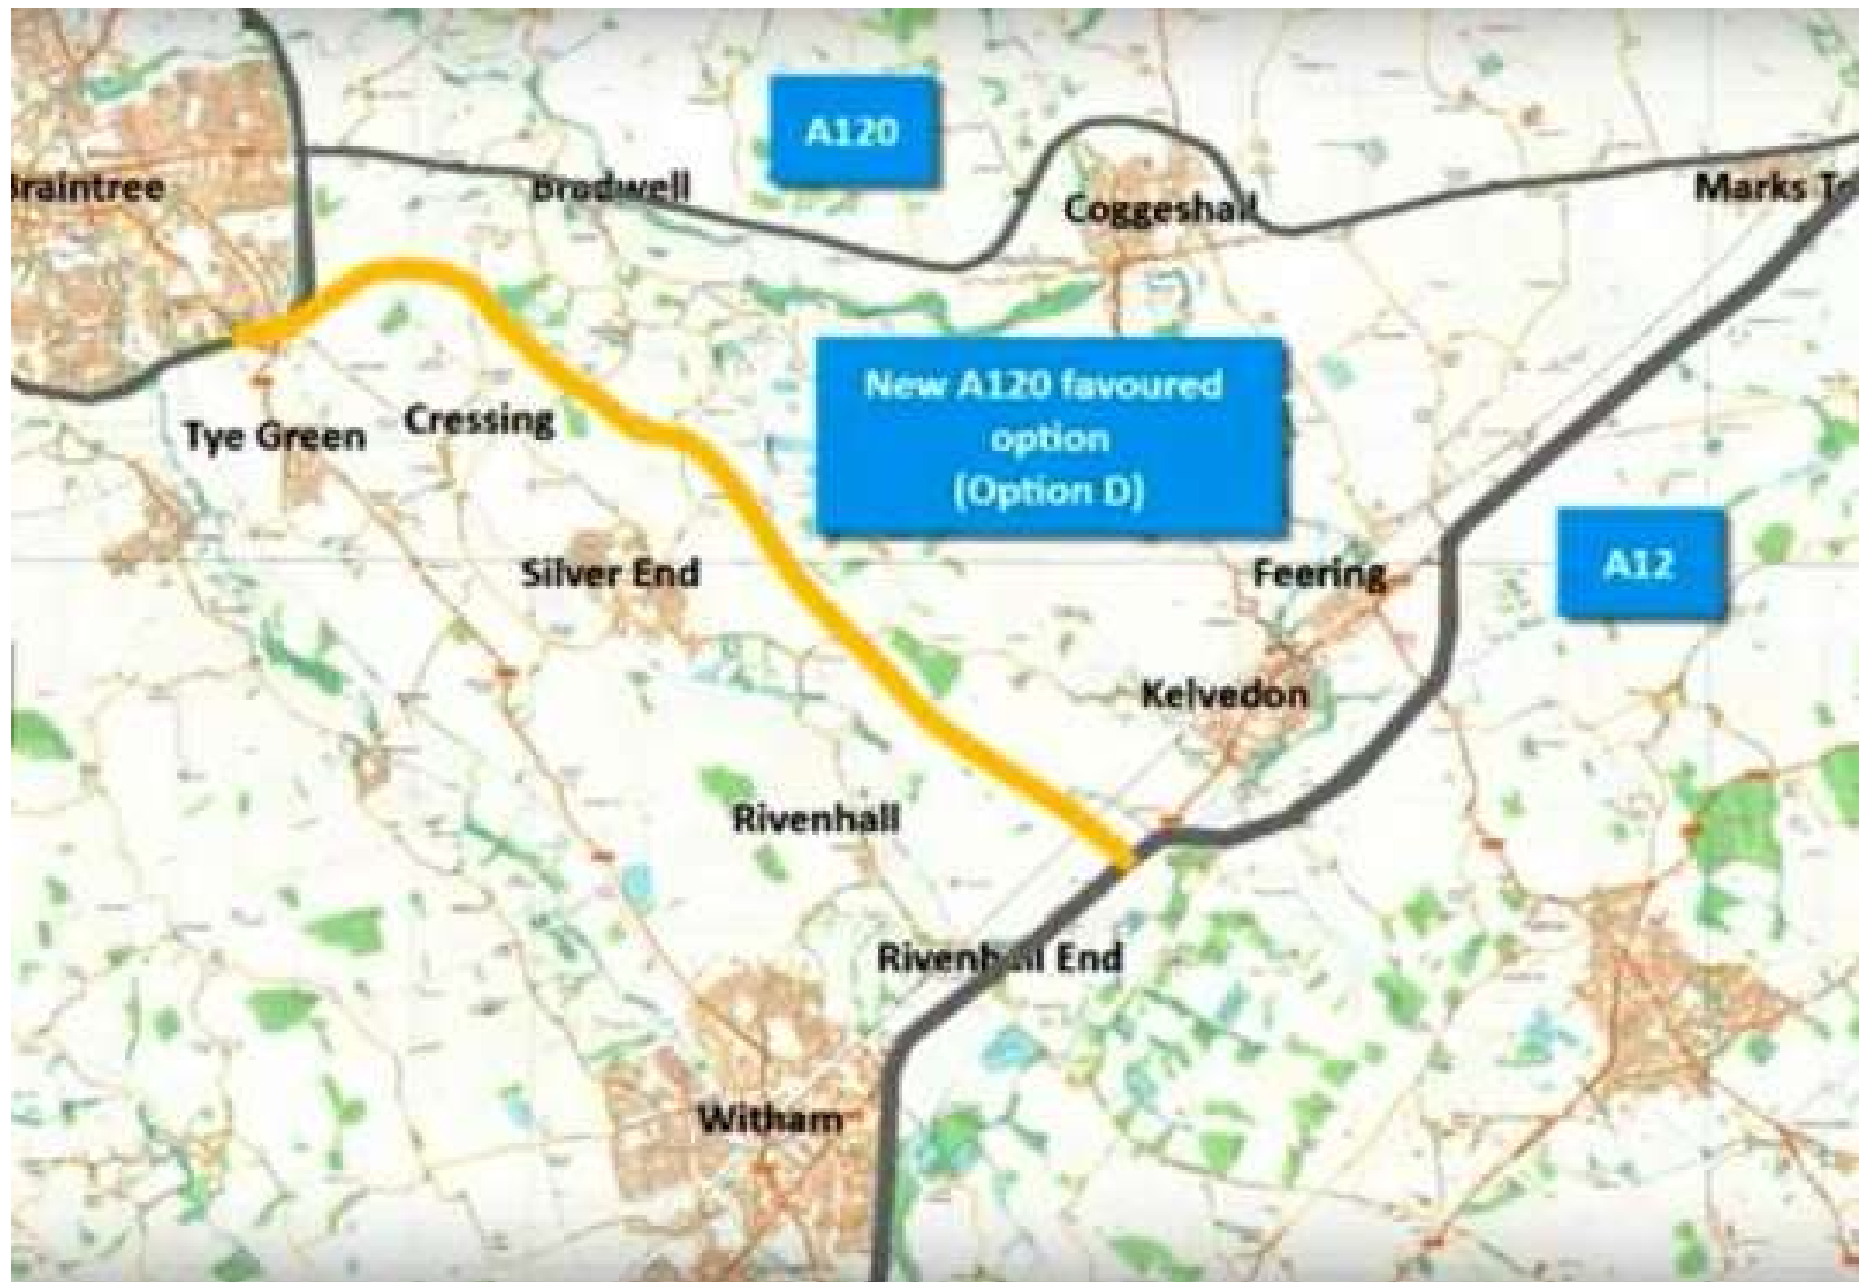 A120
Braintree
Bradwell
Coggeshall
Marks Te
New A120 favoured
option
(Option D)
Tye Green
Cressing
Silver End
Feering
A12
Kelvedon
Rivenhall
Rivenhall End
Witham